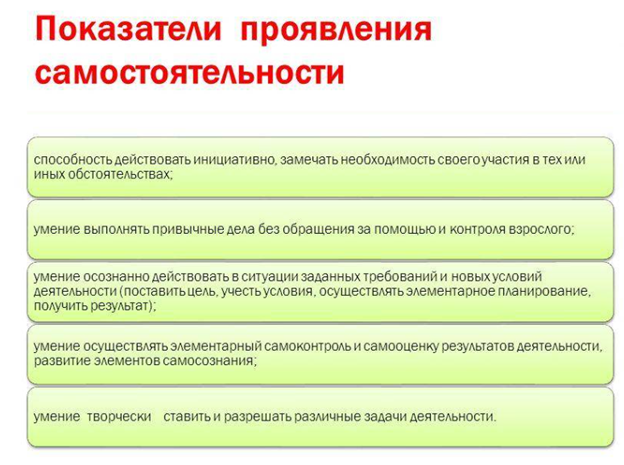 Показатели проявления
самостоятельности
способность действовать инициативно, замечать необходимость своего участия в тех или
иных обстоятельствах;
умение выполнять привычные дела без обращения за помощью и контроля взрослого;
умение осознанно действовать в ситуации заданных требований и новых условий
деятельности (поставить цель, учесть условия, осуществлять элементарное планирование,
получить результат);
умение осуществлять элементарный самоконтроль и самооценку результатов деятельности,
развитие элементов самосознания;
умение творчески ставить и разрешать различные задачи деятельности.